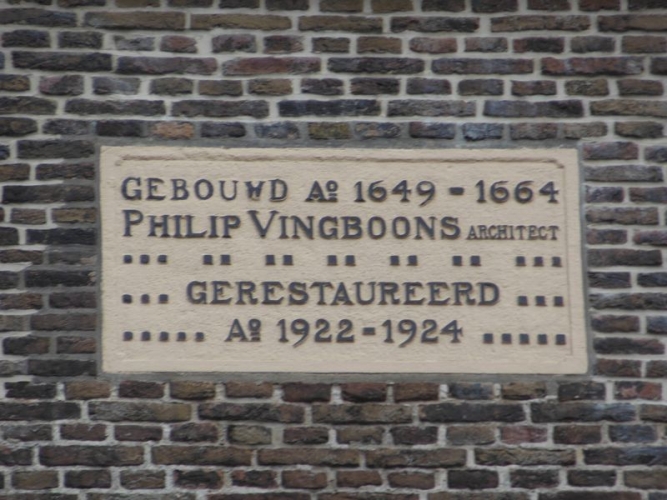 GEBOUWD Aº 1649 - 1664
PHILIP VINGBOONS ARCHITECT
GERESTAUREERD
Aº 1922 - 1924